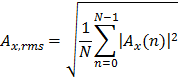 $A_{x,rms} = \sqrt{\frac{1}{N}\sum_{n=0}^{N-1}|A_x(n)|^2}$